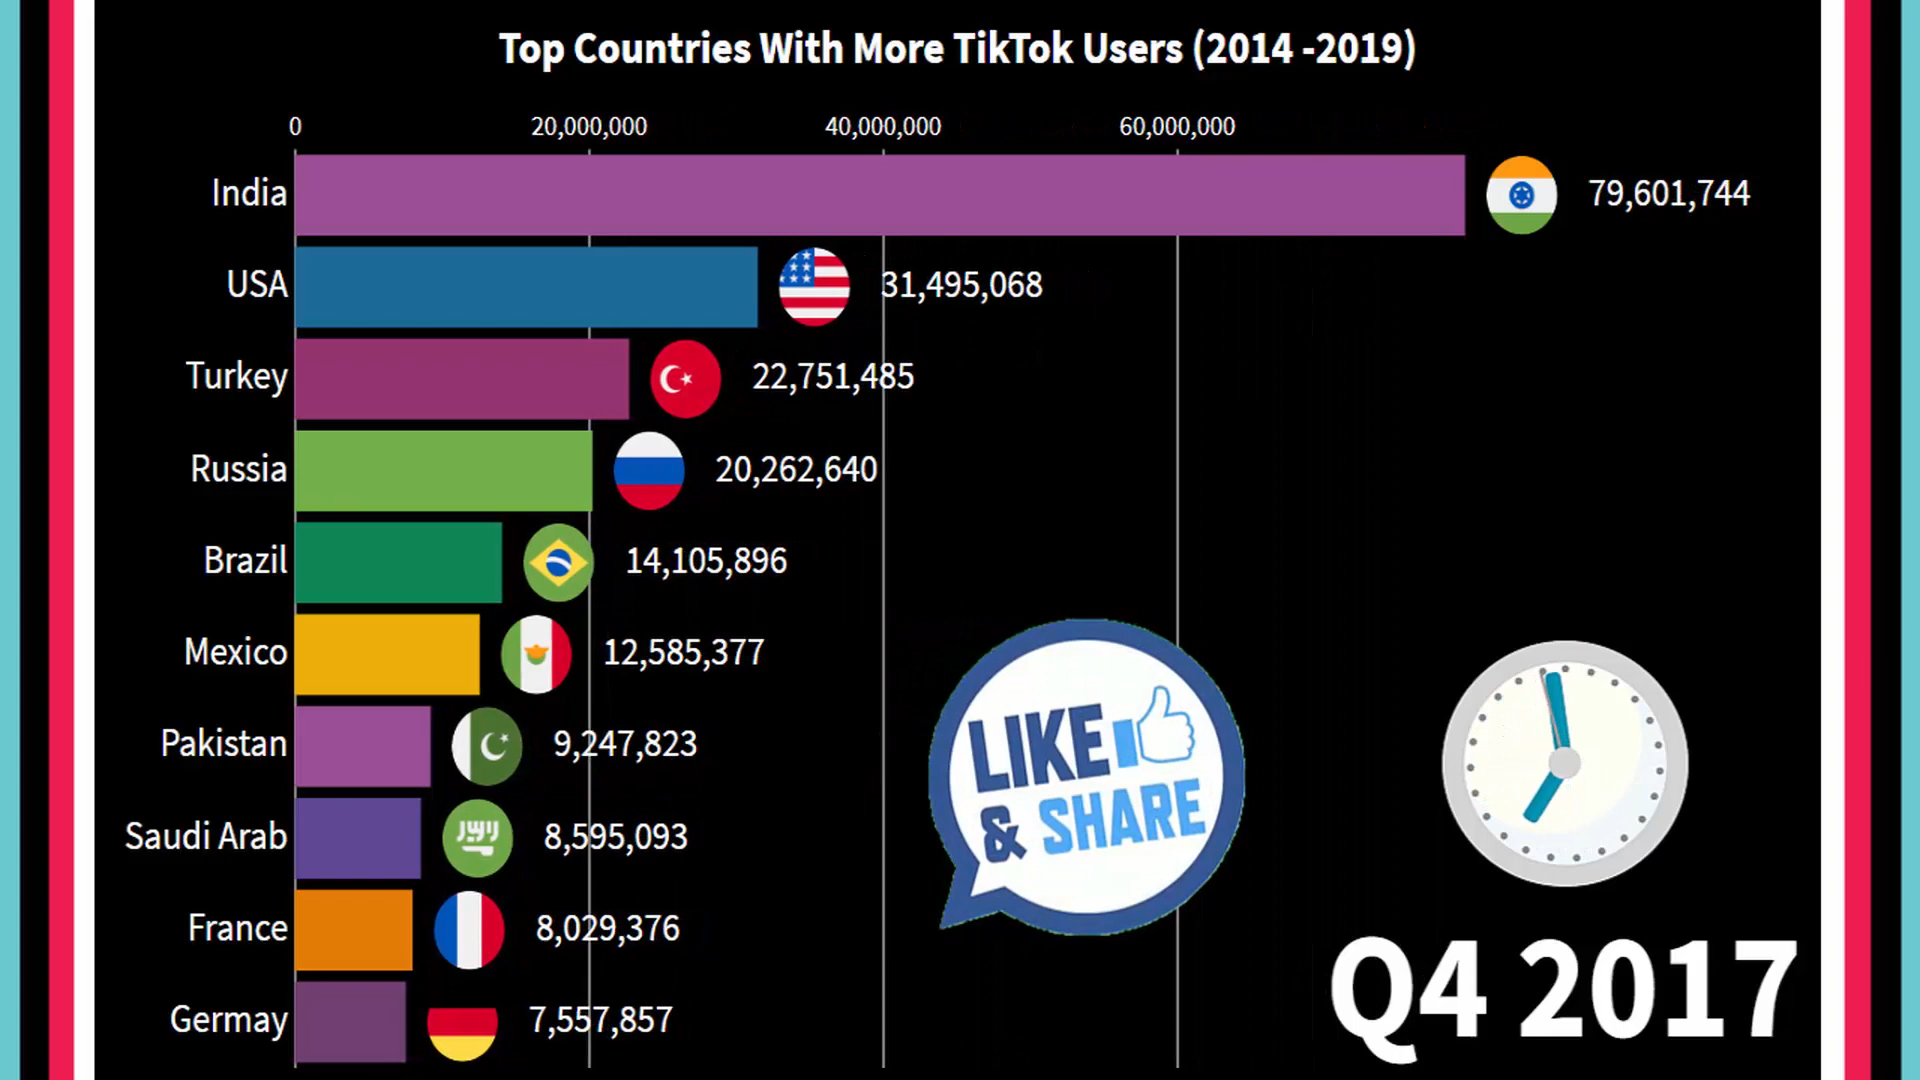 Top Countries With More TikTok Users (2014 -2019)
0 20,000,000 40,000,000 60,000,000
India 79,601,744
USA 31,495,068
Turkey 22,751,485
Russia 20,262,640
Brazil 14,105,896
Mexico 12,585,377
Pakistan 9,247,823
Saudi Arab 8,595,093
France 8,029,376
Germay 7,557,857
LIKE
& SHARE
Q4 2017